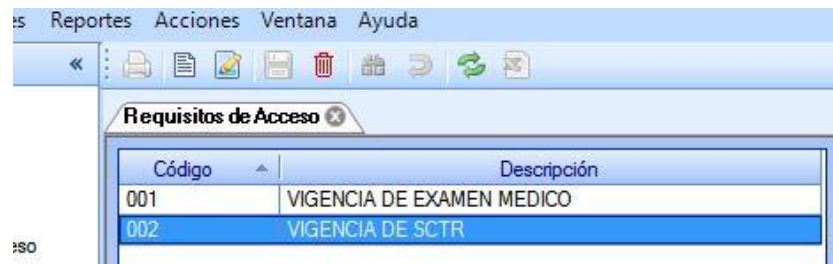 es Reportes Acciones Ventana Ayuda
«
Requisitos de Acceso
Código Descripción
001 VIGENCIA DE EXAMEN MEDICO
002 VIGENCIA DE SCTR
eso